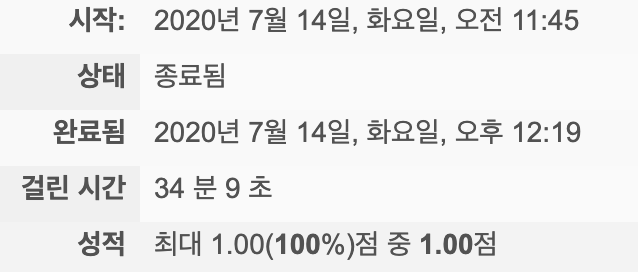 시작: 2020년 7월 14일, 화요일, 오전 11:45
상태 종료됨
완료됨 2020년 7월 14일, 화요일, 오후 12:19
걸린 시간 34 분 9 초
성적 최대 1.00(100%)점 중 1.00점